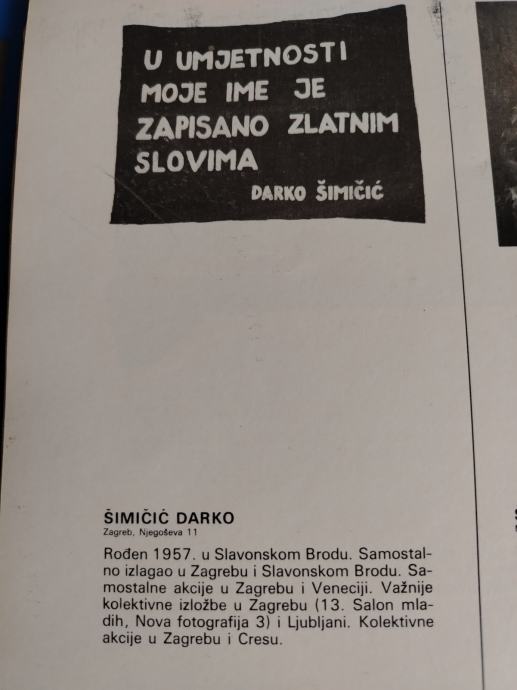 U UMJETNOSTI
MOJE IME JE
ZAPISANO ZLATNIM
SLOVIMA
DARKO ŠIMIČIĆ
ŠIMIČIĆ DARKO
Zagreb, Njegoševa 11
Rođen 1957. u Slavonskom Brodu. Samostal-
no izlagao u Zagrebu i Slavonskom Brodu. Sa-
mostalne akcije u Zagrebu i Veneciji. Važnije
kolektivne izložbe u Zagrebu (13. Salon mla-
dih, Nova fotografija 3) i Ljubljani. Kolektivne
akcije u Zagrebu i Cresu.